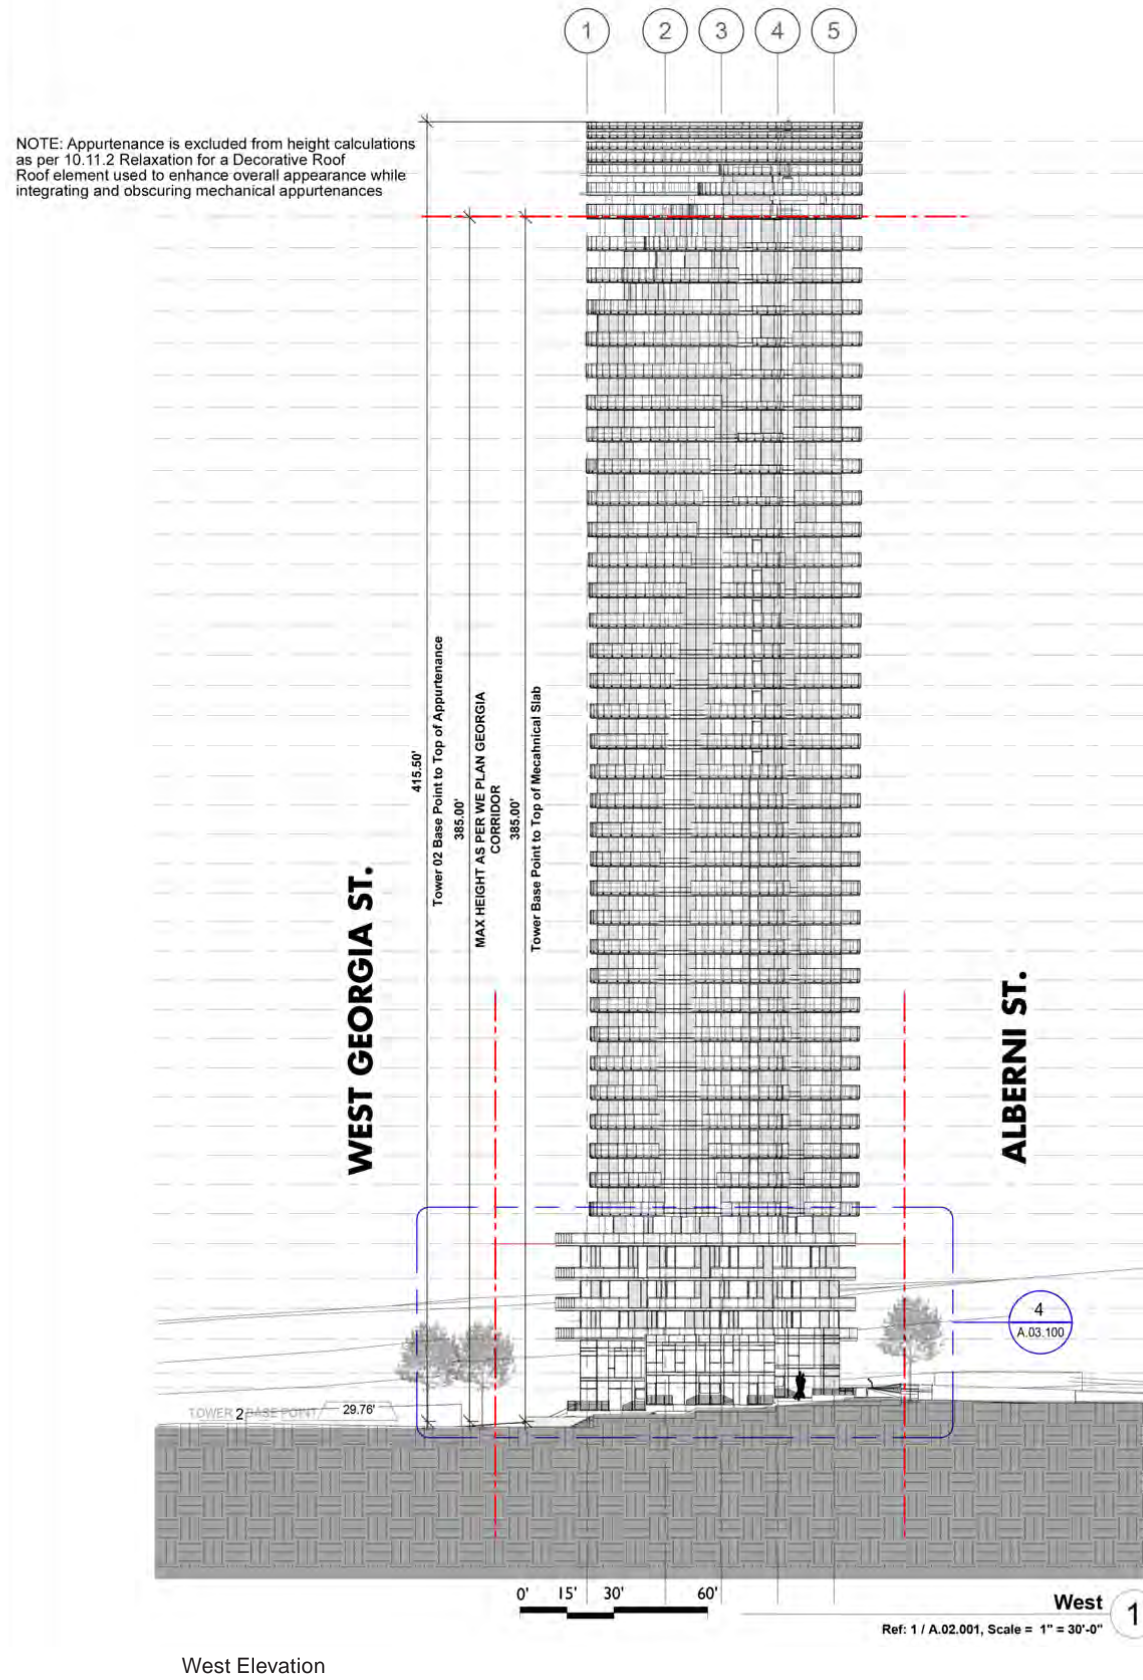 1 2 3 4 5
NOTE: Appurtenance is excluded from height calculations
as per 10.11.2 Relaxation for a Decorative Roof
Roof element used to enhance overall appearance while
integrating and obscuring mechanical appurtenances
415.50'
Tower 02 Base Point to Top of Appurtenance
385.00'
MAX HEIGHT AS PER WE PLAN GEORGIA
CORRIDOR
385.00'
Tower Base Point to Top of Mecahnical Slab
WEST GEORGIA ST.
ALBERNI ST.
4
A.03.100
TOWER 2 BASE POINT
29.76'
0' 15' 30' 60'
West
1
Ref: 1 / A.02.001, Scale = 1" = 30'-0"
West Elevation